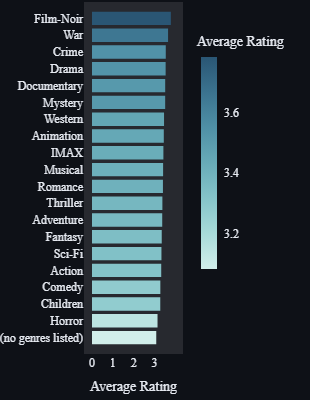 Film-Noir
War
Crime
Drama
Documentary
Mystery
Western
Animation
IMAX
Musical
Romance
Thriller
Adventure
Fantasy
Sci-Fi
Action
Comedy
Children
Horror
(no genres listed)
0 1 2 3
Average Rating
Average Rating
3.6
3.4
3.2